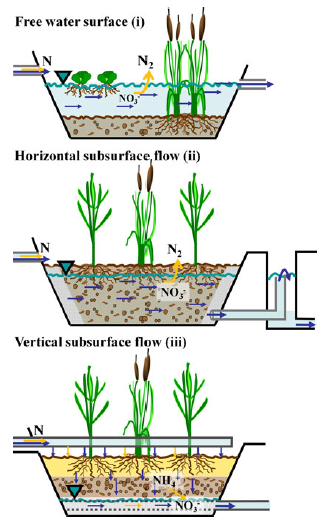 Free water surface (i)
N
N₂
NO₃⁻
Horizontal subsurface flow (ii)
N
N₂
NO₃⁻
Vertical subsurface flow (iii)
N
NH₄
NO₃⁻